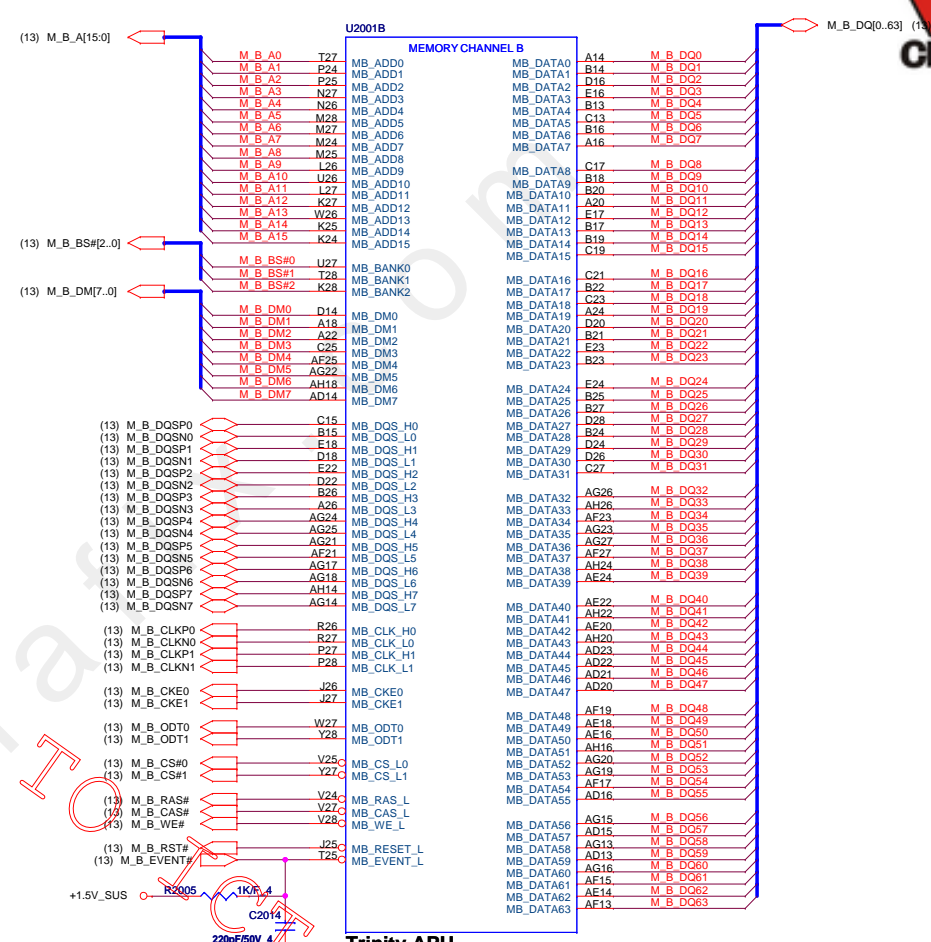 U2001B
MEMORY CHANNEL B
(13) M_B_A[15:0]
M_B_DQ[0..63] (13)
M_B_A0 T27 MB_ADD0
M_B_A1 P24 MB_ADD1
M_B_A2 P25 MB_ADD2
M_B_A3 N27 MB_ADD3
M_B_A4 N26 MB_ADD4
M_B_A5 M28 MB_ADD5
M_B_A6 M27 MB_ADD6
M_B_A7 M24 MB_ADD7
M_B_A8 M25 MB_ADD8
M_B_A9 L26 MB_ADD9
M_B_A10 U26 MB_ADD10
M_B_A11 L27 MB_ADD11
M_B_A12 K27 MB_ADD12
M_B_A13 W26 MB_ADD13
M_B_A14 K25 MB_ADD14
M_B_A15 K24 MB_ADD15
(13) M_B_BS#[2..0]
M_B_BS#0 U27 MB_BANK0
M_B_BS#1 T28 MB_BANK1
M_B_BS#2 K28 MB_BANK2
(13) M_B_DM[7..0]
M_B_DM0 D14 MB_DM0
M_B_DM1 A18 MB_DM1
M_B_DM2 A22 MB_DM2
M_B_DM3 C25 MB_DM3
M_B_DM4 AF25 MB_DM4
M_B_DM5 AG22 MB_DM5
M_B_DM6 AH18 MB_DM6
M_B_DM7 AD14 MB_DM7
(13) M_B_DQSP0 C15 MB_DQS_H0
(13) M_B_DQSN0 B15 MB_DQS_L0
(13) M_B_DQSP1 E18 MB_DQS_H1
(13) M_B_DQSN1 D18 MB_DQS_L1
(13) M_B_DQSP2 E22 MB_DQS_H2
(13) M_B_DQSN2 D22 MB_DQS_L2
(13) M_B_DQSP3 B26 MB_DQS_H3
(13) M_B_DQSN3 A26 MB_DQS_L3
(13) M_B_DQSP4 AG24 MB_DQS_H4
(13) M_B_DQSN4 AG25 MB_DQS_L4
(13) M_B_DQSP5 AG21 MB_DQS_H5
(13) M_B_DQSN5 AF21 MB_DQS_L5
(13) M_B_DQSP6 AG17 MB_DQS_H6
(13) M_B_DQSN6 AG18 MB_DQS_L6
(13) M_B_DQSP7 AH14 MB_DQS_H7
(13) M_B_DQSN7 AG14 MB_DQS_L7
(13) M_B_CLKP0 R26 MB_CLK_H0
(13) M_B_CLKN0 R27 MB_CLK_L0
(13) M_B_CLKP1 P27 MB_CLK_H1
(13) M_B_CLKN1 P28 MB_CLK_L1
(13) M_B_CKE0 J26 MB_CKE0
(13) M_B_CKE1 J27 MB_CKE1
(13) M_B_ODT0 W27 MB_ODT0
(13) M_B_ODT1 Y28 MB_ODT1
(13) M_B_CS#0 V25 MB_CS_L0
(13) M_B_CS#1 Y27 MB_CS_L1
(13) M_B_RAS# V24 MB_RAS_L
(13) M_B_CAS# V27 MB_CAS_L
(13) M_B_WE# V28 MB_WE_L
(13) M_B_RST# J25 MB_RESET_L
(13) M_B_EVENT# T25 MB_EVENT_L
+1.5V_SUS R2005 1K/F_4
C2014
220pF/50V_4
MB_DATA0 A14 M_B_DQ0
MB_DATA1 B14 M_B_DQ1
MB_DATA2 D16 M_B_DQ2
MB_DATA3 E16 M_B_DQ3
MB_DATA4 B13 M_B_DQ4
MB_DATA5 C13 M_B_DQ5
MB_DATA6 B16 M_B_DQ6
MB_DATA7 A16 M_B_DQ7
MB_DATA8 C17 M_B_DQ8
MB_DATA9 B18 M_B_DQ9
MB_DATA10 B20 M_B_DQ10
MB_DATA11 A20 M_B_DQ11
MB_DATA12 E17 M_B_DQ12
MB_DATA13 B17 M_B_DQ13
MB_DATA14 B19 M_B_DQ14
MB_DATA15 C19 M_B_DQ15
MB_DATA16 C21 M_B_DQ16
MB_DATA17 B22 M_B_DQ17
MB_DATA18 C23 M_B_DQ18
MB_DATA19 A24 M_B_DQ19
MB_DATA20 D20 M_B_DQ20
MB_DATA21 B21 M_B_DQ21
MB_DATA22 E23 M_B_DQ22
MB_DATA23 B23 M_B_DQ23
MB_DATA24 E24 M_B_DQ24
MB_DATA25 B25 M_B_DQ25
MB_DATA26 B27 M_B_DQ26
MB_DATA27 D28 M_B_DQ27
MB_DATA28 B24 M_B_DQ28
MB_DATA29 D24 M_B_DQ29
MB_DATA30 D26 M_B_DQ30
MB_DATA31 C27 M_B_DQ31
MB_DATA32 AG26 M_B_DQ32
MB_DATA33 AH26 M_B_DQ33
MB_DATA34 AF23 M_B_DQ34
MB_DATA35 AG23 M_B_DQ35
MB_DATA36 AG27 M_B_DQ36
MB_DATA37 AF27 M_B_DQ37
MB_DATA38 AH24 M_B_DQ38
MB_DATA39 AE24 M_B_DQ39
MB_DATA40 AE22 M_B_DQ40
MB_DATA41 AH22 M_B_DQ41
MB_DATA42 AE20 M_B_DQ42
MB_DATA43 AH20 M_B_DQ43
MB_DATA44 AD23 M_B_DQ44
MB_DATA45 AD22 M_B_DQ45
MB_DATA46 AD21 M_B_DQ46
MB_DATA47 AD20 M_B_DQ47
MB_DATA48 AF19 M_B_DQ48
MB_DATA49 AE18 M_B_DQ49
MB_DATA50 AE16 M_B_DQ50
MB_DATA51 AH16 M_B_DQ51
MB_DATA52 AG20 M_B_DQ52
MB_DATA53 AG19 M_B_DQ53
MB_DATA54 AF17 M_B_DQ54
MB_DATA55 AD16 M_B_DQ55
MB_DATA56 AG15 M_B_DQ56
MB_DATA57 AD15 M_B_DQ57
MB_DATA58 AG13 M_B_DQ58
MB_DATA59 AD13 M_B_DQ59
MB_DATA60 AG16 M_B_DQ60
MB_DATA61 AF15 M_B_DQ61
MB_DATA62 AE14 M_B_DQ62
MB_DATA63 AF13 M_B_DQ63
Trinity APU